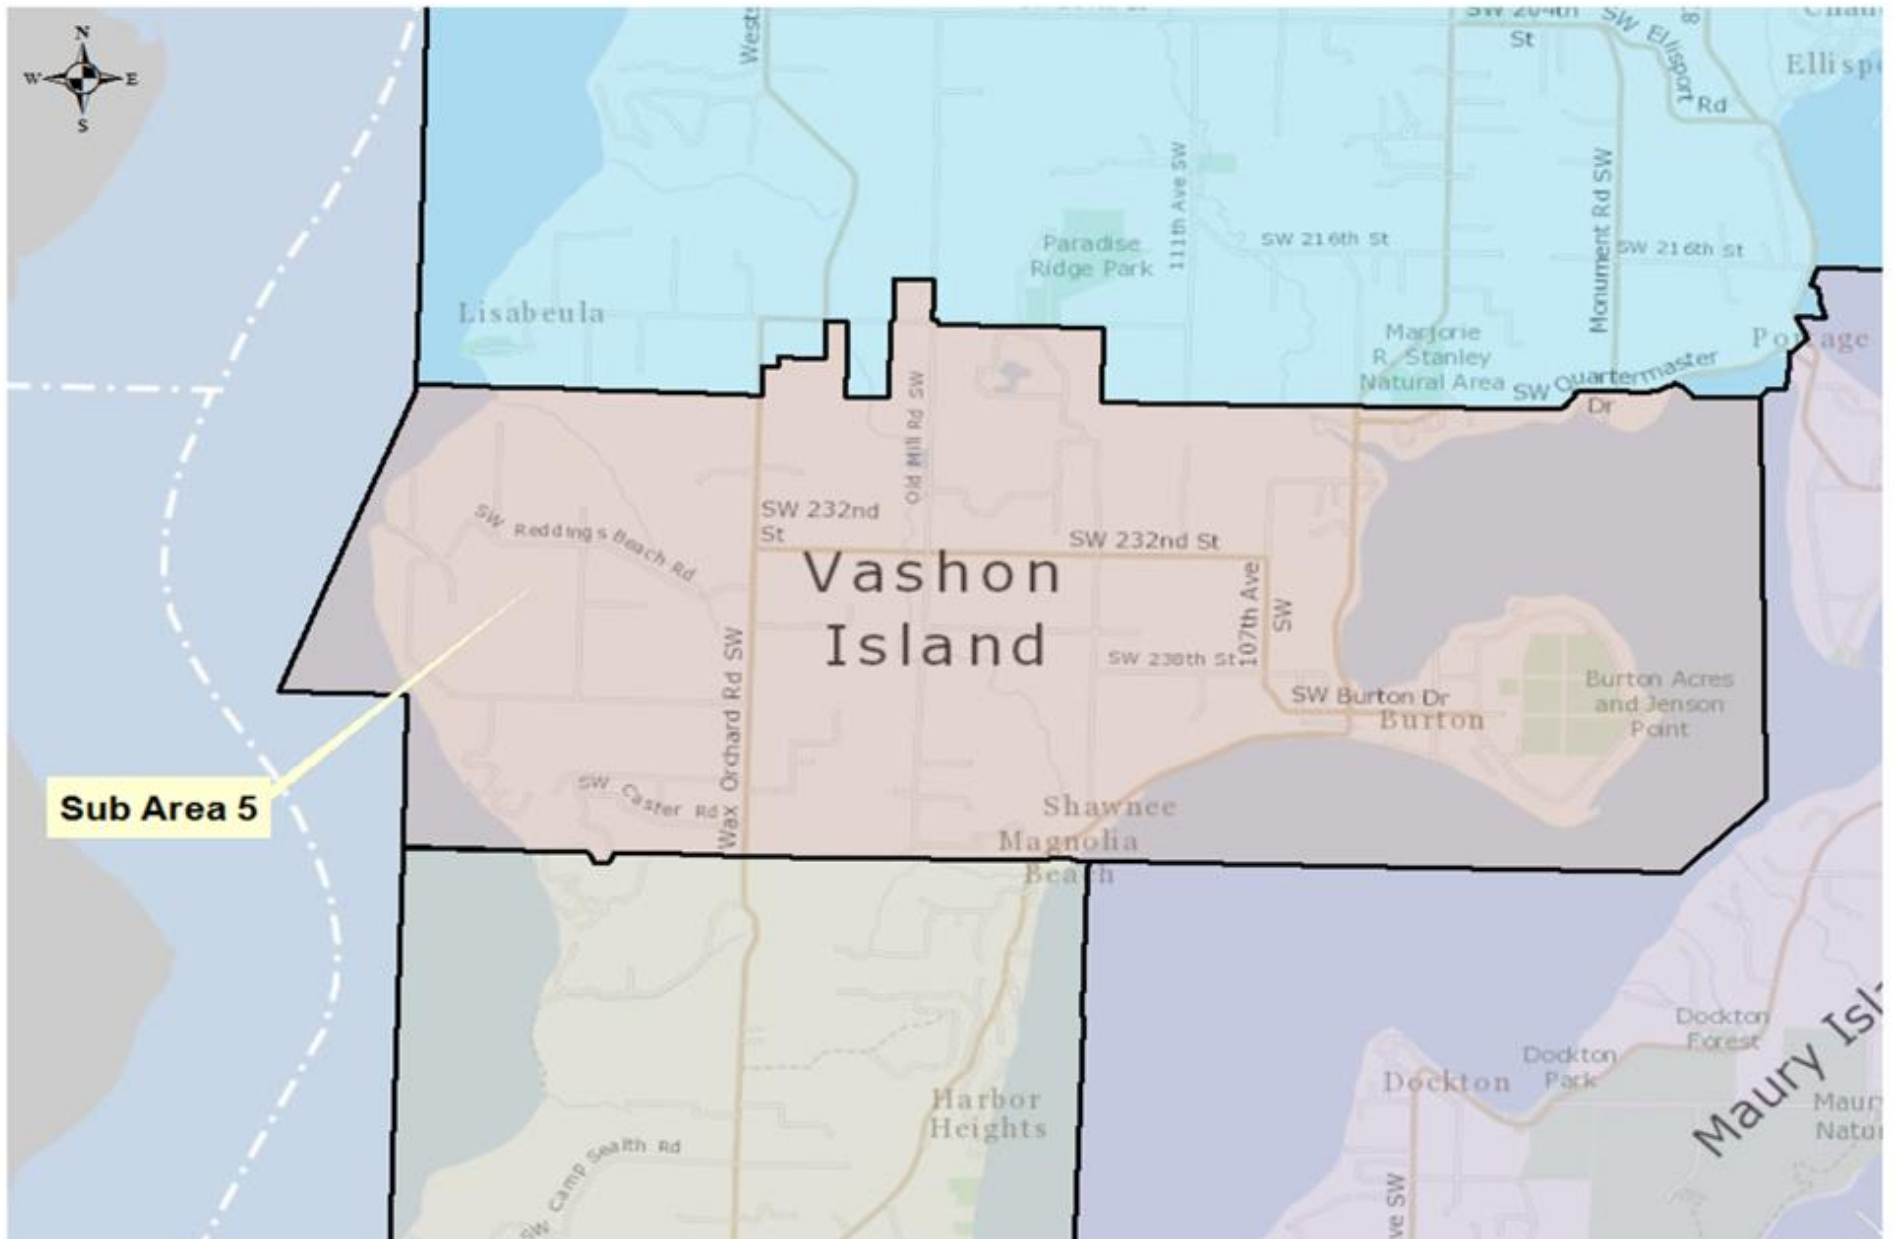 N
W E
S
Wests
SW 204th
St
SW Ellisport
Rd
Ellisp
111th Ave SW
Monument Rd SW
Paradise
Ridge Park
SW 216th St
SW 216th St
Lisabeula
Marjorie
R. Stanley
Natural Area
Portage
SW Quartermaster
Dr
Old Mill Rd SW
SW Reddings Beach Rd
SW 232nd
St
SW 232nd St
Vashon
Island
107th Ave
SW
SW 238th St
Wax Orchard Rd SW
SW Burton Dr
Burton
Burton Acres
and Jenson
Point
Sub Area 5
SW Caster Rd
Shawnee
Magnolia
Beach
Dockton
Forest
Dockton
Park
Dockton
Maury Isl
Maur
Natu
Harbor
Heights
SW Camp Sealth Rd
ve SW